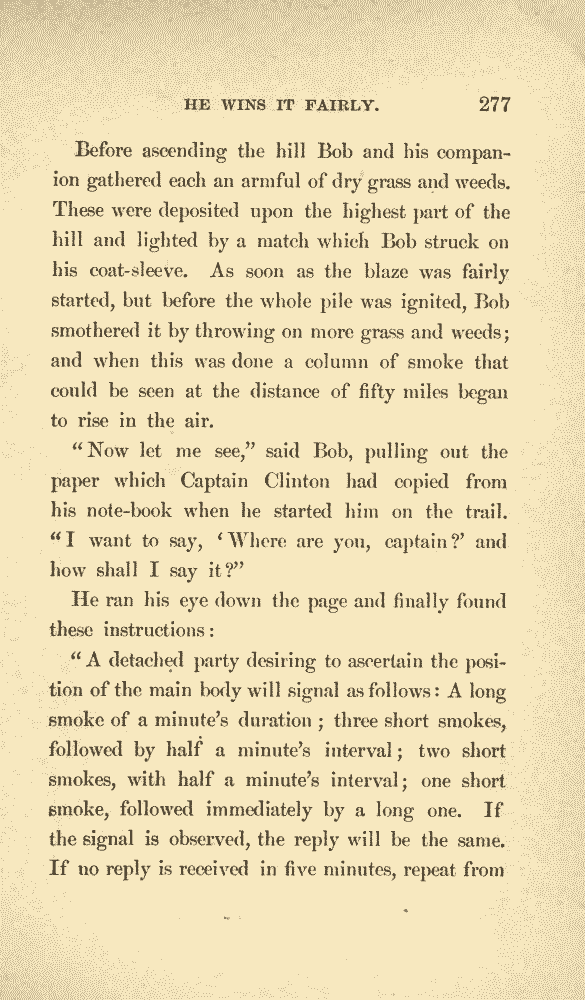 HE WINS IT FAIRLY. 277
Before ascending the hill Bob and his compan-
ion gathered each an armful of dry grass and weeds.
These were deposited upon the highest part of the
hill and lighted by a match which Bob struck on
his coat-sleeve. As soon as the blaze was fairly
started, but before the whole pile was ignited, Bob
smothered it by throwing on more grass and weeds;
and when this was done a column of smoke that
could be seen at the distance of fifty miles began
to rise in the air.
“Now let me see,” said Bob, pulling out the
paper which Captain Clinton had copied from
his note-book when he started him on the trail.
“I want to say, ‘Where are you, captain?’ and
how shall I say it?”
He ran his eye down the page and finally found
these instructions:
“A detached party desiring to ascertain the posi-
tion of the main body will signal as follows: A long
smoke of a minute’s duration; three short smokes,
followed by half a minute’s interval; two short
smokes, with half a minute’s interval; one short
smoke, followed immediately by a long one. If
the signal is observed, the reply will be the same.
If no reply is received in five minutes, repeat from